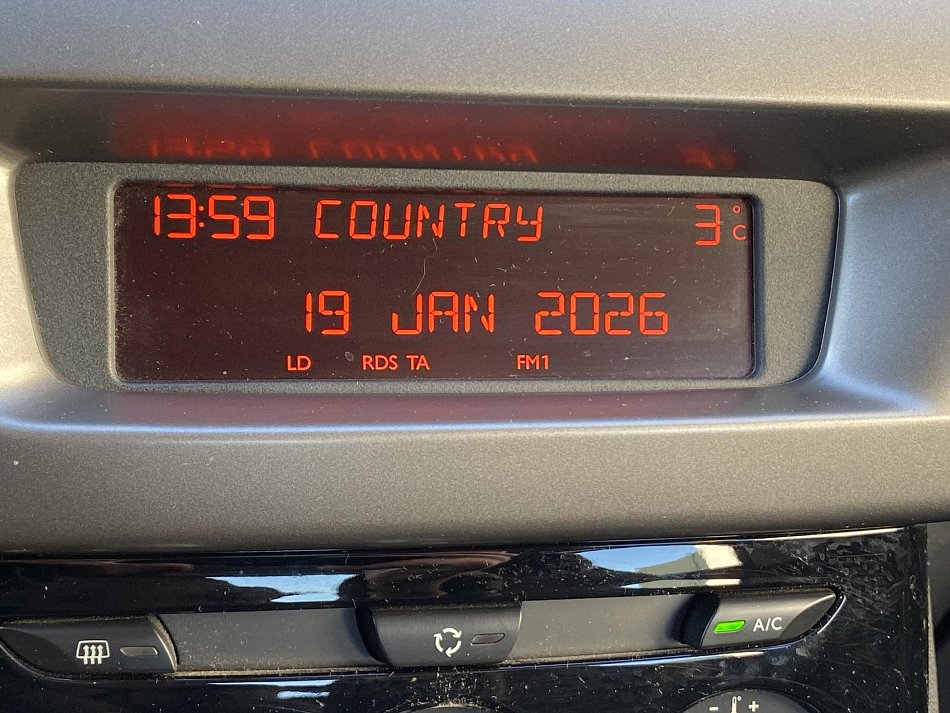 13:59 COUNTRY 3°C
19 JAN 2026
LD RDS TA FM1
A/C
- +